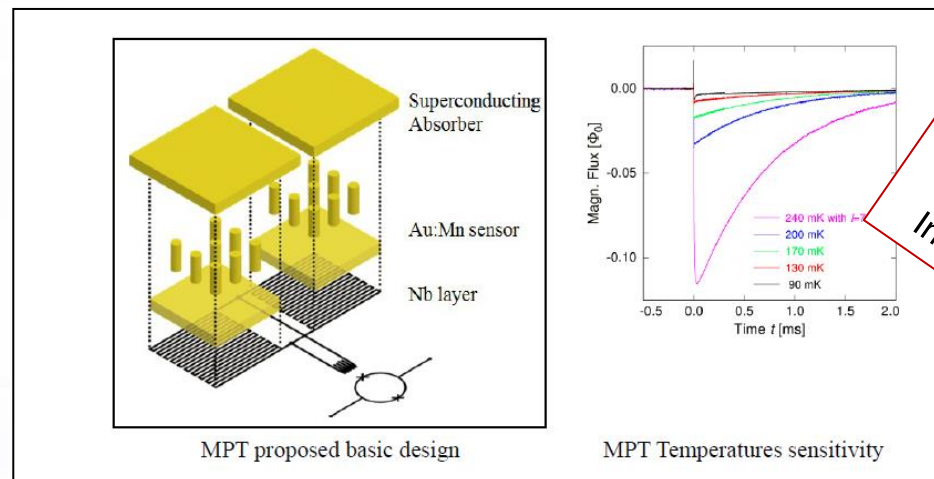 Superconducting
Absorber
Au:Mn sensor
Nb layer
MPT proposed basic design
Magn. Flux [Φ₀]
0.00
-0.05
-0.10
240 mK with
200 mK
170 mK
130 mK
90 mK
-0.5 0.0 0.5 1.0 1.5 2.0
Time t [ms]
MPT Temperatures sensitivity